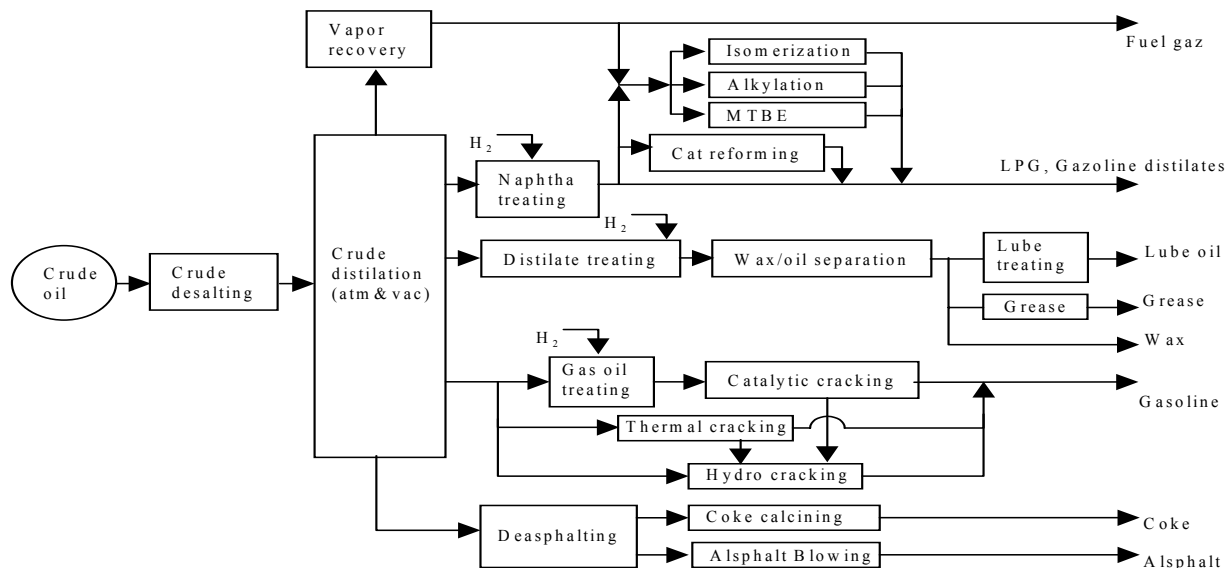 Vapor
recovery
Fuel gaz
Isomerization
Alkylation
MTBE
H2
Cat reforming
Naphtha
treating
LPG, Gazoline distilates
H2
Crude
oil
Crude
desalting
Crude
distilation
(atm&vac)
Distilate treating
Wax/oil separation
Lube
treating
Lube oil
Grease
Grease
Wax
H2
Gas oil
treating
Catalytic cracking
Gasoline
Thermal cracking
Hydro cracking
Deasphalting
Coke calcining
Coke
Alsphalt Blowing
Alsphalt